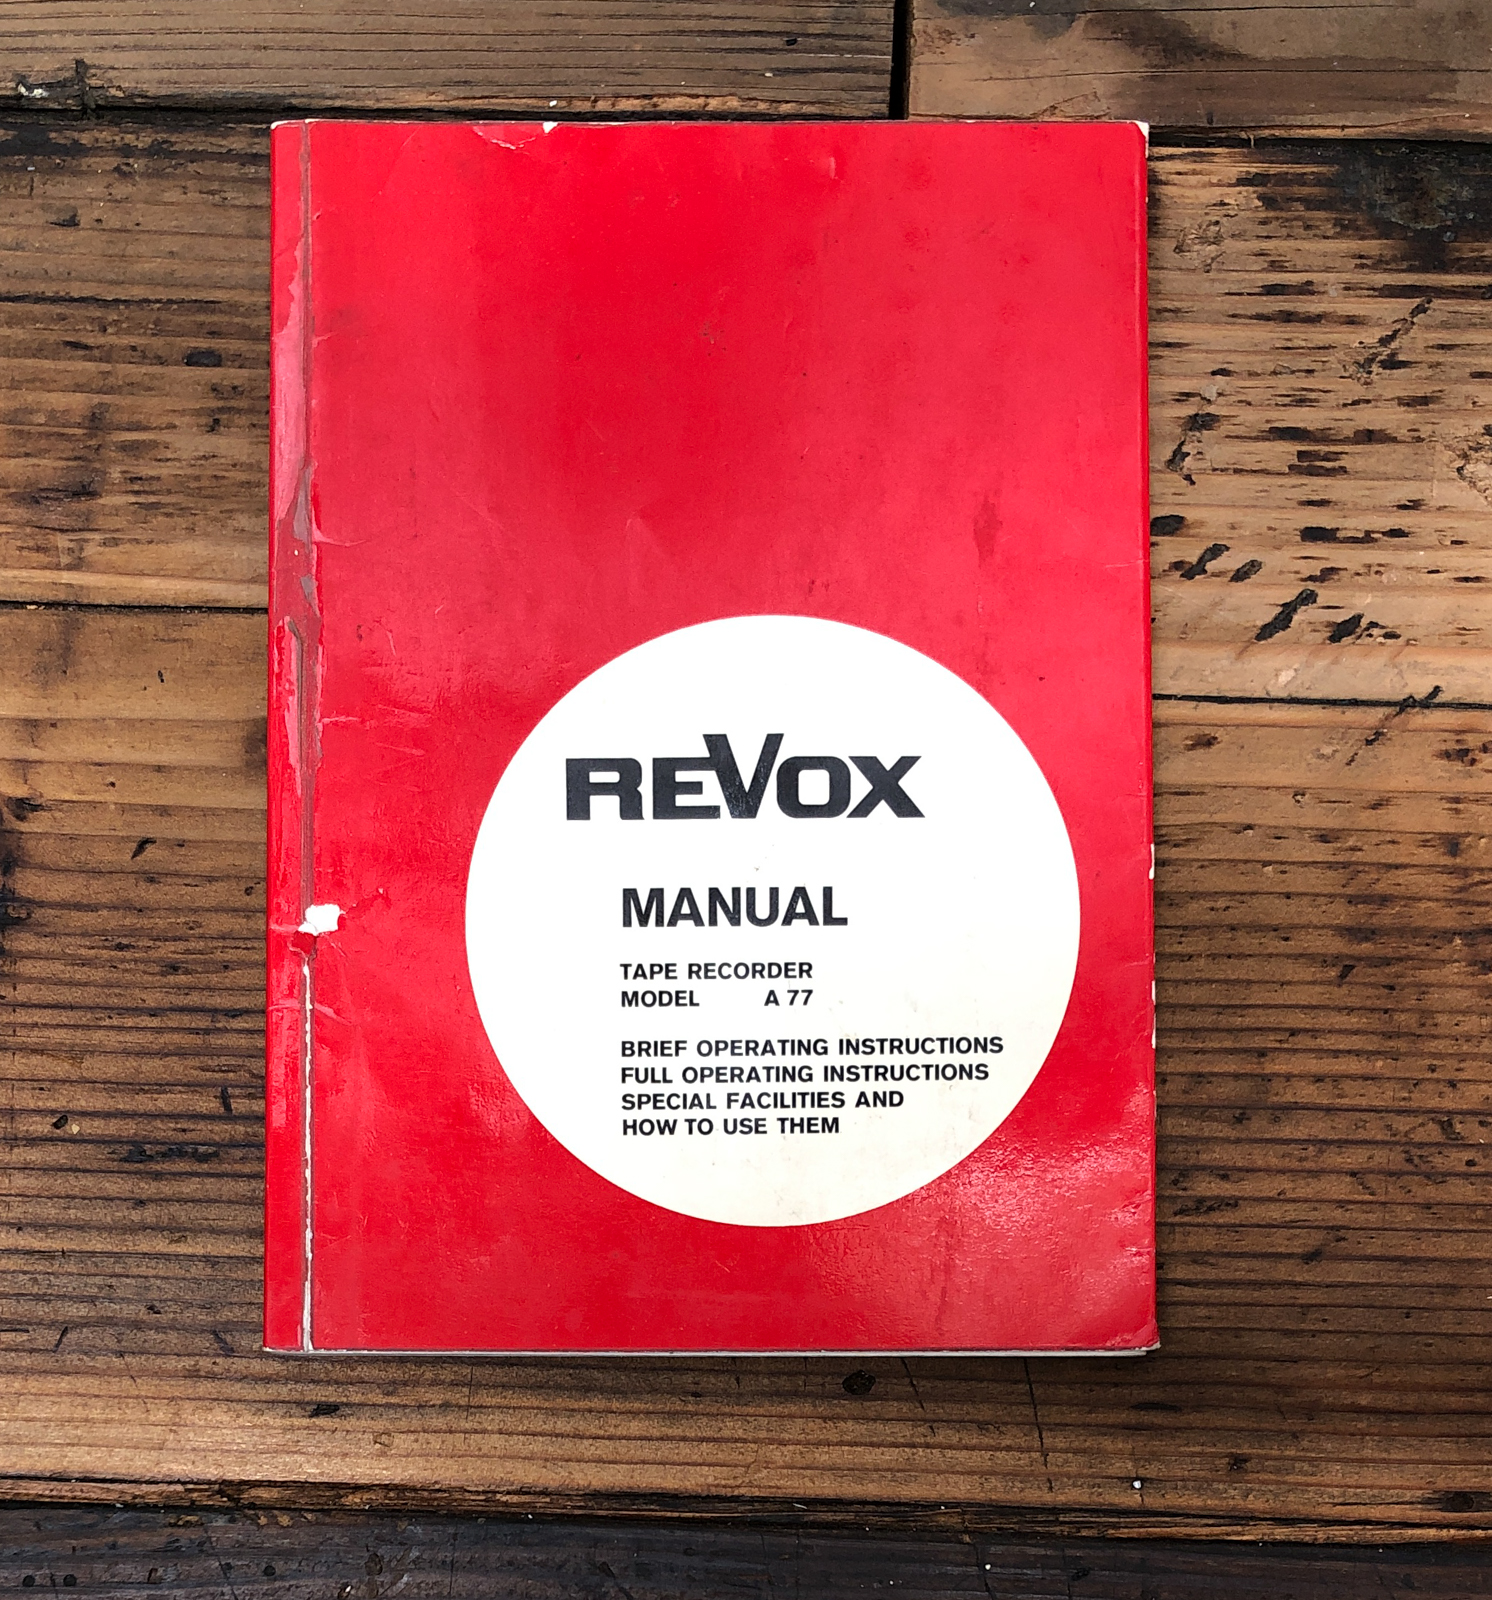 REVOX
MANUAL
TAPE RECORDER
MODEL A 77
BRIEF OPERATING INSTRUCTIONS
FULL OPERATING INSTRUCTIONS
SPECIAL FACILITIES AND
HOW TO USE THEM